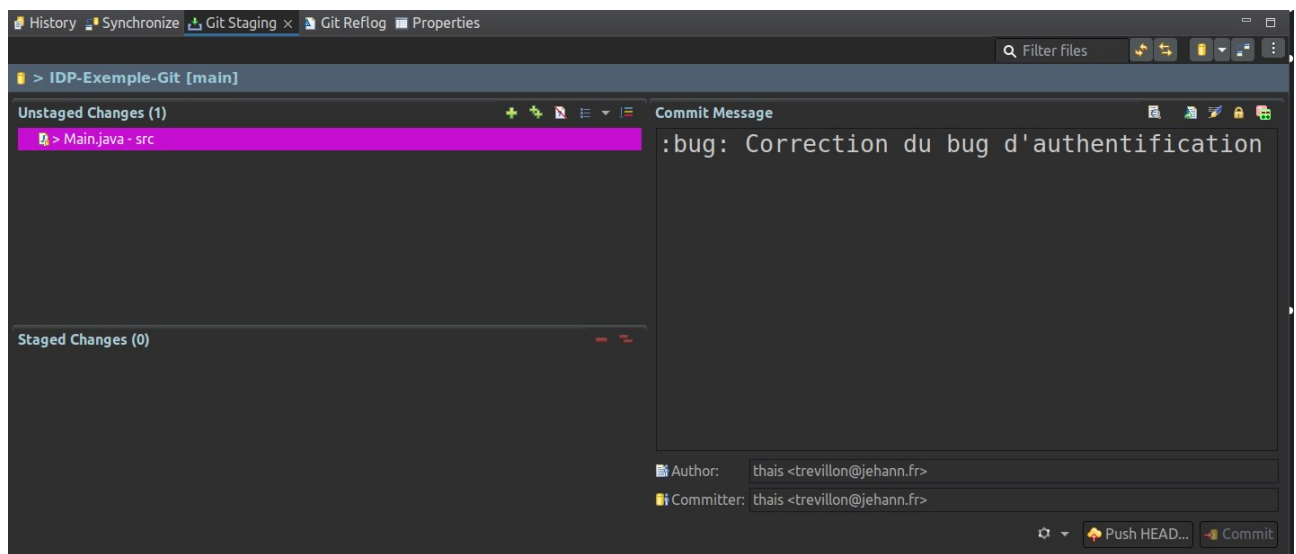 History Synchronize Git Staging × Git Reflog Properties
Filter files
> IDP-Exemple-Git [main]
Unstaged Changes (1)
> Main.java - src
Staged Changes (0)
Commit Message
:bug: Correction du bug d'authentification
Author: thais <trevillon@jehann.fr>
Committer: thais <trevillon@jehann.fr>
Push HEAD... Commit